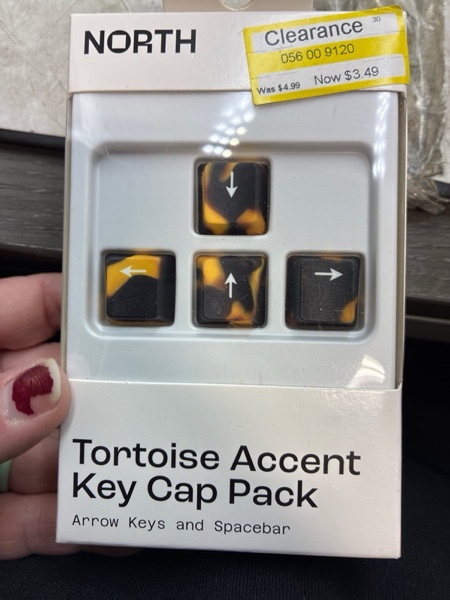 NORTH
Clearance 30
056 00 9120
Was $4.99 Now $3.49
↓
← ↑ →
Tortoise Accent
Key Cap Pack
Arrow Keys and Spacebar